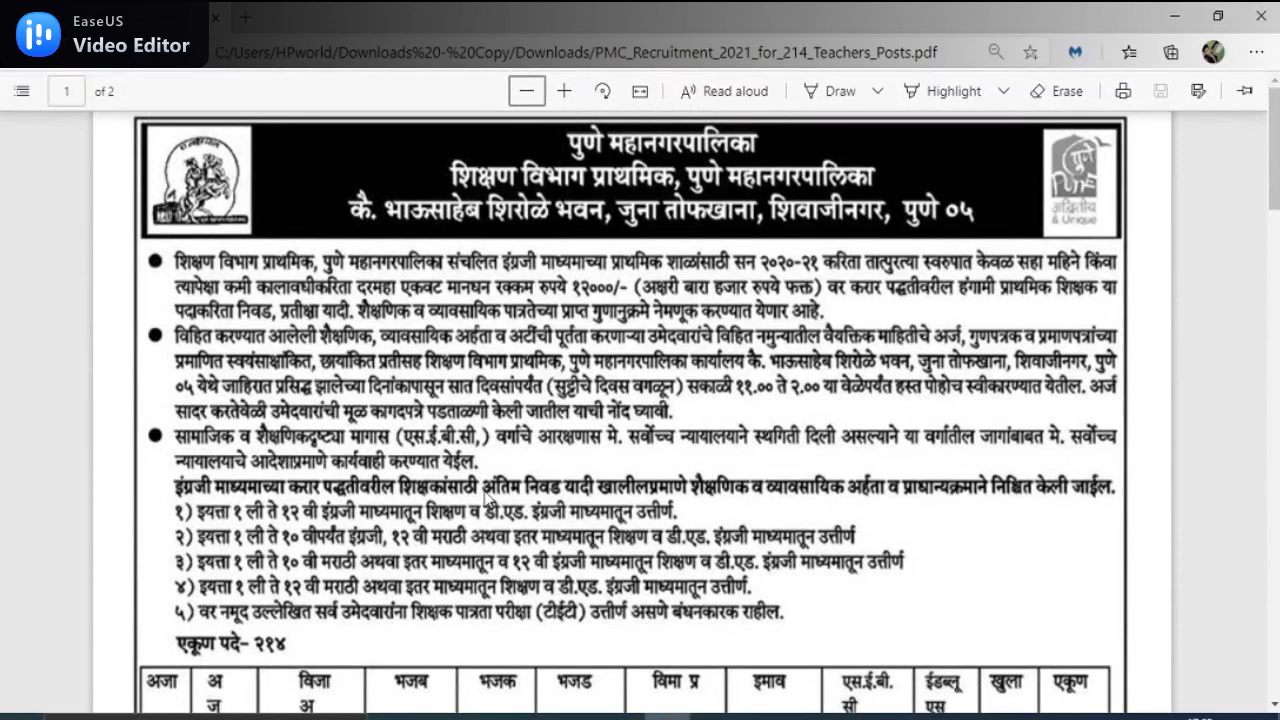 EaseUS
Video Editor
C:/Users/HPworld/Downloads%20-%20Copy/Downloads/PMC_Recruitment_2021_for_214_Teachers_Posts.pdf
1 of 2 Read aloud Draw Highlight Erase
पुणे महानगरपालिका
शिक्षण विभाग प्राथमिक, पुणे महानगरपालिका
कै. भाऊसाहेब शिरोळे भवन, जुना तोफखाना, शिवाजीनगर, पुणे ०५
पुणे
अद्वितीय
& Unique
● शिक्षण विभाग प्राथमिक, पुणे महानगरपालिका संचलित इंग्रजी माध्यमाच्या प्राथमिक शाळांसाठी सन २०२०-२१ करिता तात्पुरत्या स्वरुपात केवळ सहा महिने किंवा
त्यापेक्षा कमी कालावधीकरिता दरमहा एकवट मानधन रक्कम रुपये १२०००/- (अक्षरी बारा हजार रुपये फक्त) वर करार पद्धतीवरील हंगामी प्राथमिक शिक्षक या
पदाकरिता निवड, प्रतीक्षा यादी. शैक्षणिक व व्यावसायिक पात्रतेच्या प्राप्त गुणानुक्रमे नेमणूक करण्यात येणार आहे.
● विहित करण्यात आलेली शैक्षणिक, व्यावसायिक अर्हता व अटींची पूर्तता करणाऱ्या उमेदवारांचे विहित नमुन्यातील वैयक्तिक माहितीचे अर्ज, गुणपत्रक व प्रमाणपत्रांच्या
प्रमाणित स्वयंसाक्षांकित, छायांकित प्रतीसह शिक्षण विभाग प्राथमिक, पुणे महानगरपालिका कार्यालय कै. भाऊसाहेब शिरोळे भवन, जुना तोफखाना, शिवाजीनगर, पुणे
०५ येथे जाहिरात प्रसिद्ध झालेच्या दिनांकापासून सात दिवसांपर्यंत (सुट्टीचे दिवस वगळून) सकाळी ११.०० ते २.०० या वेळेपर्यंत हस्त पोहोच स्वीकारण्यात येतील. अर्ज
सादर करतेवेळी उमेदवारांची मूळ कागदपत्रे पडताळणी केली जातील याची नोंद घ्यावी.
● सामाजिक व शैक्षणिकदृष्ट्या मागास (एस.ई.बी.सी,) वर्गाचे आरक्षणास मे. सर्वोच्च न्यायालयाने स्थगिती दिली असल्याने या वर्गातील जागांबाबत मे. सर्वोच्च
न्यायालयाचे आदेशाप्रमाणे कार्यवाही करण्यात येईल.
इंग्रजी माध्यमाच्या करार पद्धतीवरील शिक्षकांसाठी अंतिम निवड यादी खालीलप्रमाणे शैक्षणिक व व्यावसायिक अर्हता व प्राधान्यक्रमाने निश्चित केली जाईल.
१) इयत्ता १ ली ते १२ वी इंग्रजी माध्यमातून शिक्षण व डी.एड. इंग्रजी माध्यमातून उत्तीर्ण.
२) इयत्ता १ ली ते १० वीपर्यंत इंग्रजी, १२ वी मराठी अथवा इतर माध्यमातून शिक्षण व डी.एड. इंग्रजी माध्यमातून उत्तीर्ण
३) इयत्ता १ ली ते १० वी मराठी अथवा इतर माध्यमातून व १२ वी इंग्रजी माध्यमातून शिक्षण व डी.एड. इंग्रजी माध्यमातून उत्तीर्ण
४) इयत्ता १ ली ते १२ वी मराठी अथवा इतर माध्यमातून शिक्षण व डी.एड. इंग्रजी माध्यमातून उत्तीर्ण.
५) वर नमूद उल्लेखित सर्व उमेदवारांना शिक्षक पात्रता परीक्षा (टीईटी) उत्तीर्ण असणे बंधनकारक राहील.
एकूण पदे- २१४
अजा अ विजा भजब भजक भजड विमा प्र इमाव एस.ई.बी. ईडब्लू खुला एकूण
ज अ सी एस